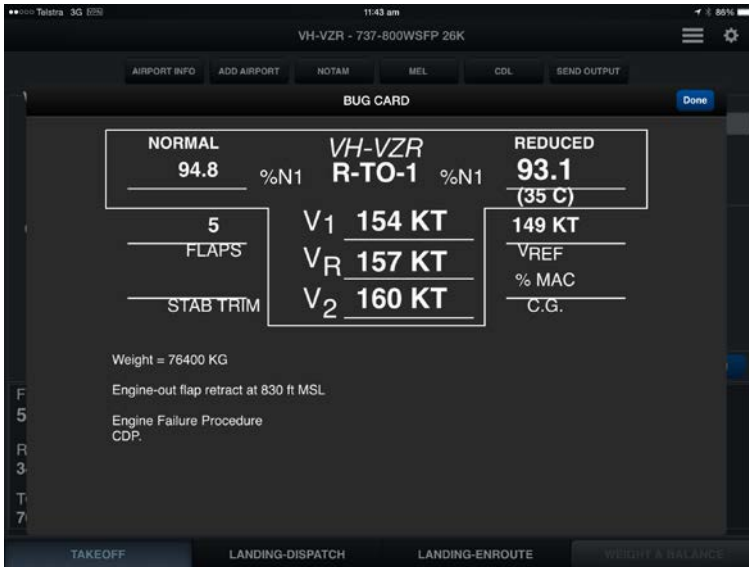 Telstra 3G VPN 11:43 am 86%
VH-VZR - 737-800WSFP 26K
AIRPORT INFO ADD AIRPORT NOTAM MEL CDL SEND OUTPUT
BUG CARD Done
NORMAL VH-VZR REDUCED
94.8 %N1 R-TO-1 %N1 93.1
(35 C)
5 V1 154 KT 149 KT
FLAPS VREF
VR 157 KT
% MAC
STAB TRIM V2 160 KT C.G.
Weight = 76400 KG
Engine-out flap retract at 830 ft MSL
Engine Failure Procedure
CDP.
TAKEOFF LANDING-DISPATCH LANDING-ENROUTE WEIGHT & BALANCE